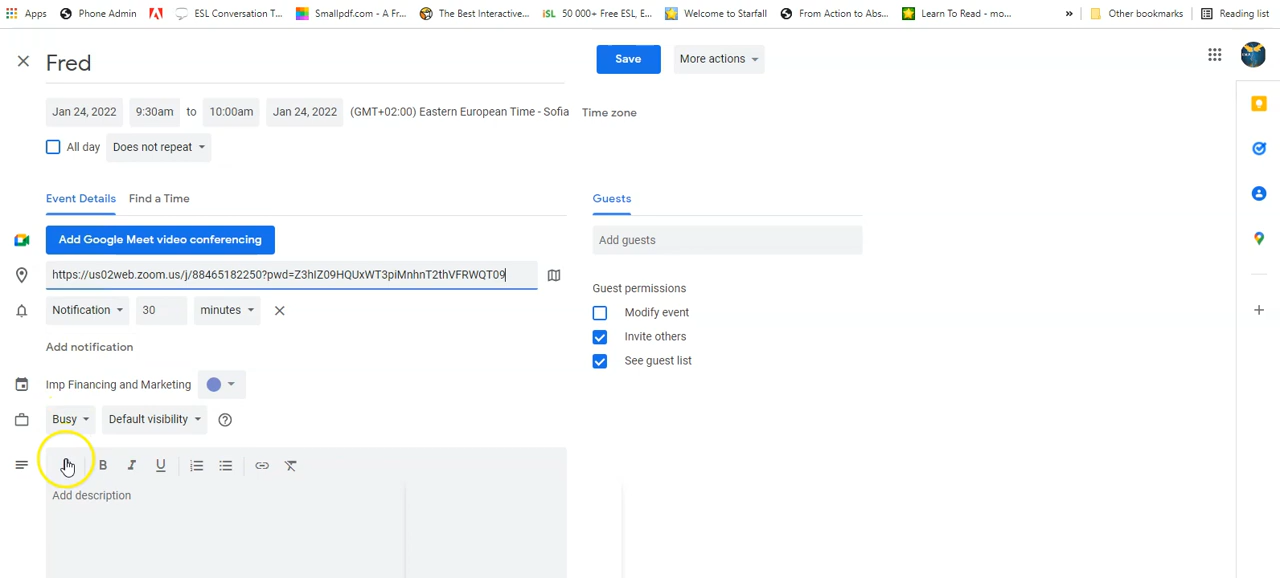 Apps Phone Admin ESL Conversation T... Smallpdf.com - A Fr... The Best Interactive... iSL 50 000+ Free ESL, E... Welcome to Starfall From Action to Abs... Learn To Read - mo... » Other bookmarks Reading list
Fred Save More actions
Jan 24, 2022 9:30am to 10:00am Jan 24, 2022 (GMT+02:00) Eastern European Time - Sofia Time zone
All day Does not repeat
Event Details Find a Time Guests
Add Google Meet video conferencing Add guests
https://us02web.zoom.us/j/88465182250?pwd=Z3hIZ09HQUxWT3piMnhnT2thVFRWQT09
Guest permissions
Notification 30 minutes Modify event
Invite others
Add notification
See guest list
Imp Financing and Marketing
Busy Default visibility
B I U
Add description